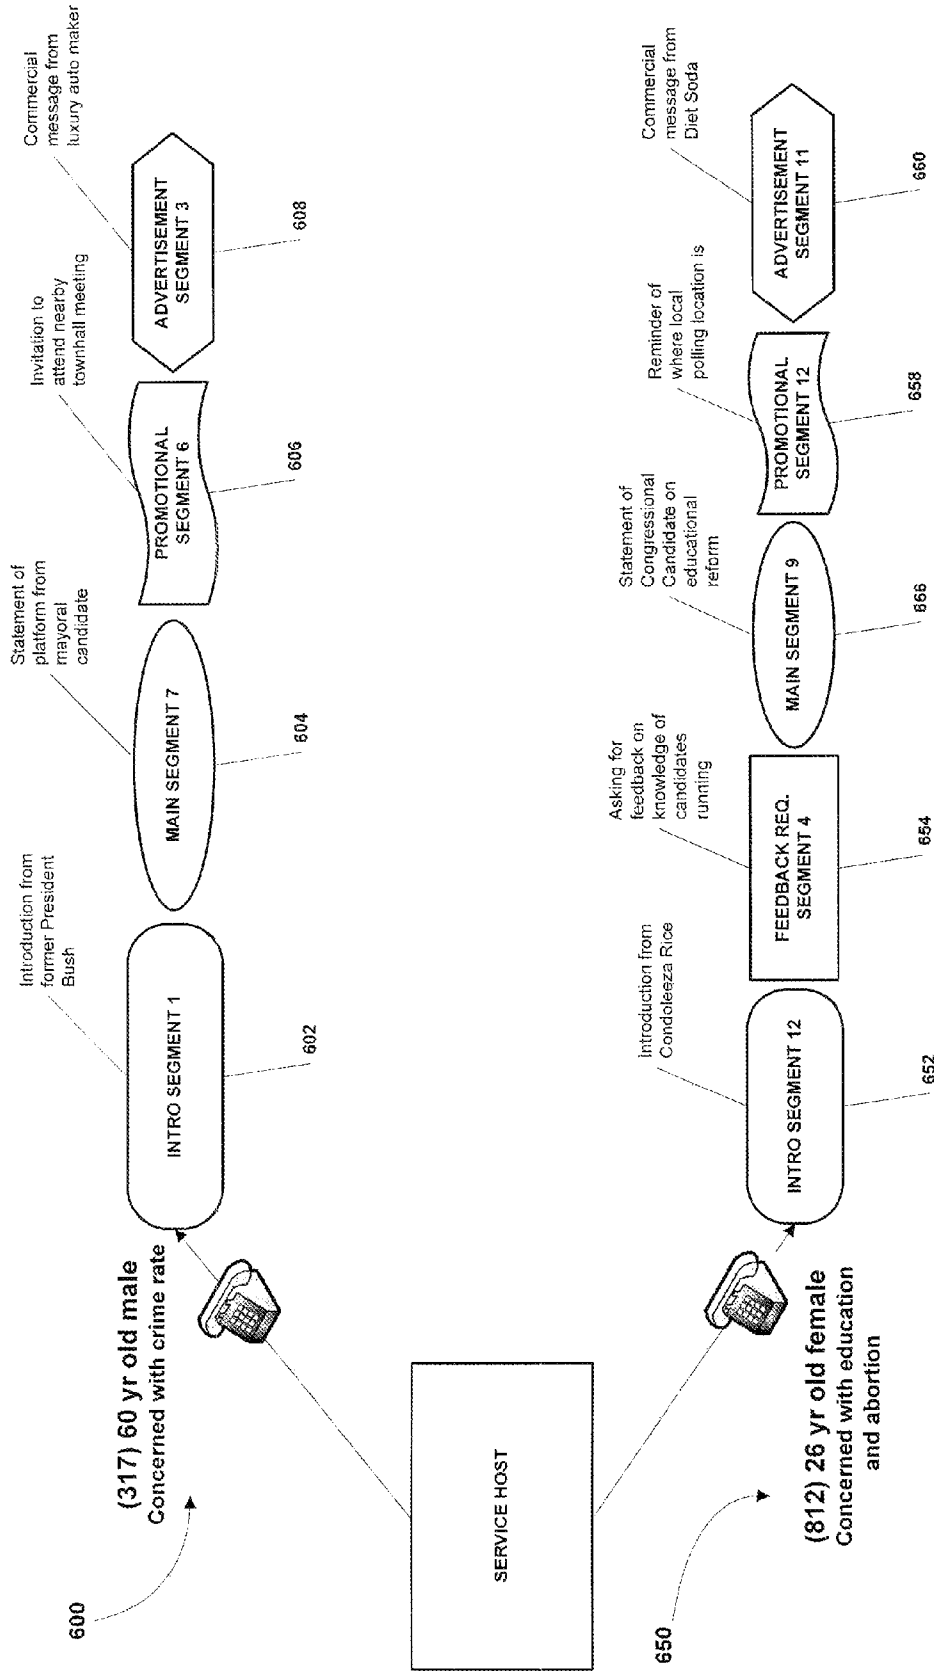 600
(317) 60 yr old male
Concerned with crime rate
Introduction from
former President
Bush
INTRO SEGMENT 1
602
Statement of
platform from
mayoral
candidate
MAIN SEGMENT 7
604
Invitation to
attend nearby
townhall meeting
PROMOTIONAL
SEGMENT 6
606
Commercial
message from
luxury auto maker
ADVERTISEMENT
SEGMENT 3
608
SERVICE HOST
650
(812) 26 yr old female
Concerned with education
and abortion
Introduction from
Condoleeza Rice
INTRO SEGMENT 12
652
Asking for
feedback on
knowledge of
candidates
running
FEEDBACK REQ.
SEGMENT 4
654
Statement of
Congressional
Candidate on
educational
reform
MAIN SEGMENT 9
666
Reminder of
where local
polling location is
PROMOTIONAL
SEGMENT 12
658
Commercial
message from
Diet Soda
ADVERTISEMENT
SEGMENT 11
660